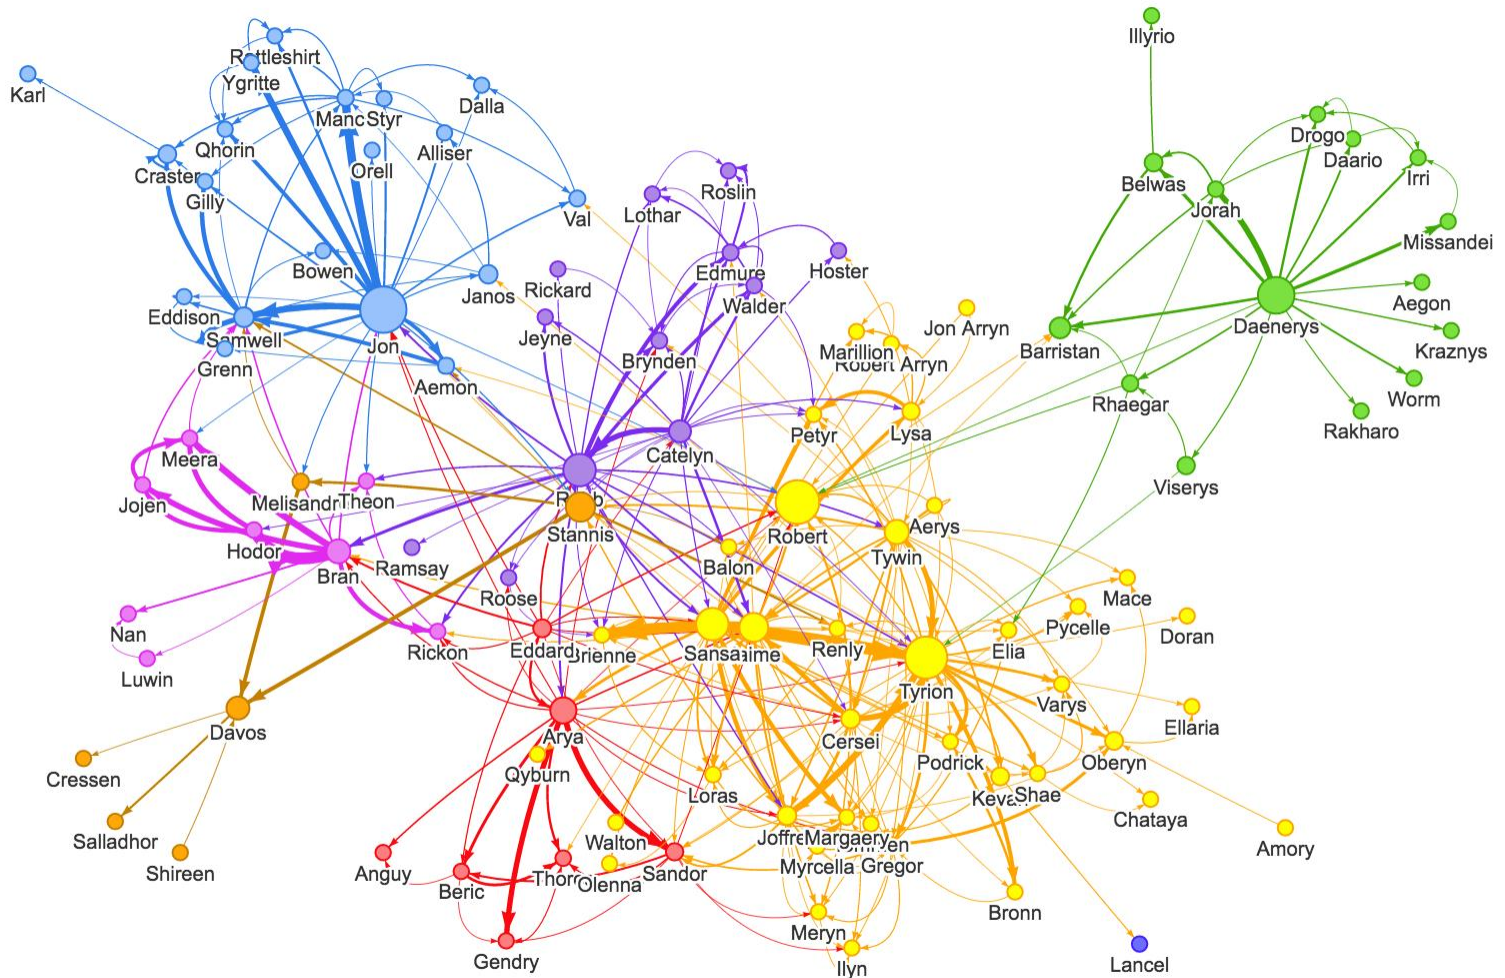 Illyrio
Rattleshirt
Ygritte
Karl
Dalla
Styr
Drogo
Qhorin
Alliser
Daario
Orell
Craster
Irri
Belwas
Roslin
Gilly
Jorah
Lothar
Val
Missandei
Bowen
Edmure
Hoster
Rickard
Janos
Aegon
Walder
Eddison
Daenerys
Jon Arryn
Jeyne
Samwell
Jon
Barristan
Marillion
Kraznys
Brynden
Robert Arryn
Grenn
Aemon
Worm
Rhaegar
Rakharo
Petyr
Lysa
Catelyn
Meera
Viserys
Theon
Jojen
Aerys
Stannis
Robert
Hodor
Tywin
Balon
Ramsay
Bran
Roose
Mace
Pycelle
Doran
Nan
Renly
Eddard
Rickon
Elia
Brienne
Sansa
Luwin
Tyrion
Varys
Ellaria
Davos
Arya
Cersei
Podrick
Oberyn
Qyburn
Cressen
Loras
Shae
Chataya
Salladhor
Walton
Margaery
Amory
Myrcella
Gregor
Shireen
Anguy
Sandor
Olenna
Beric
Bronn
Meryn
Gendry
Lancel
Ilyn